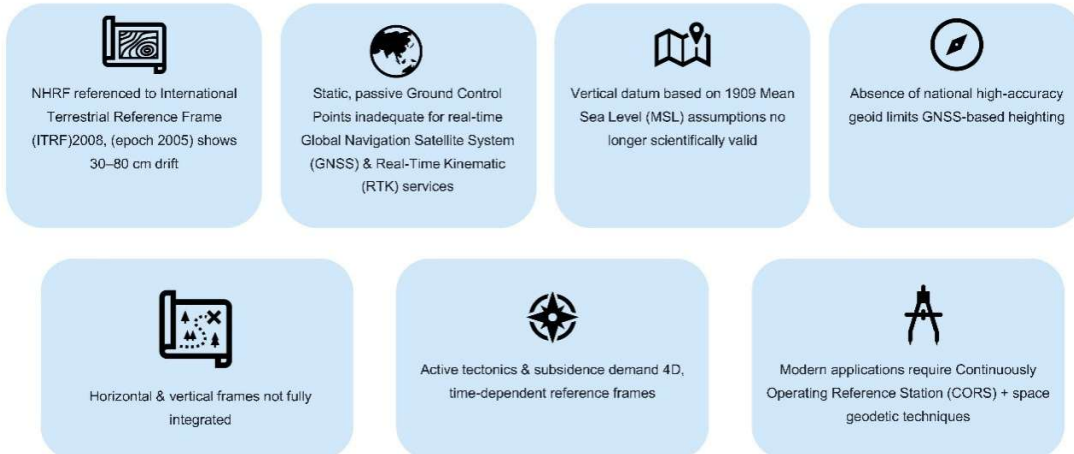 NHRF referenced to International
Terrestrial Reference Frame
(ITRF)2008, (epoch 2005) shows
30–80 cm drift
Static, passive Ground Control
Points inadequate for real-time
Global Navigation Satellite System
(GNSS) & Real-Time Kinematic
(RTK) services
Vertical datum based on 1909 Mean
Sea Level (MSL) assumptions no
longer scientifically valid
Absence of national high-accuracy
geoid limits GNSS-based heighting
Horizontal & vertical frames not fully
integrated
Active tectonics & subsidence demand 4D,
time-dependent reference frames
Modern applications require Continuously
Operating Reference Station (CORS) + space
geodetic techniques